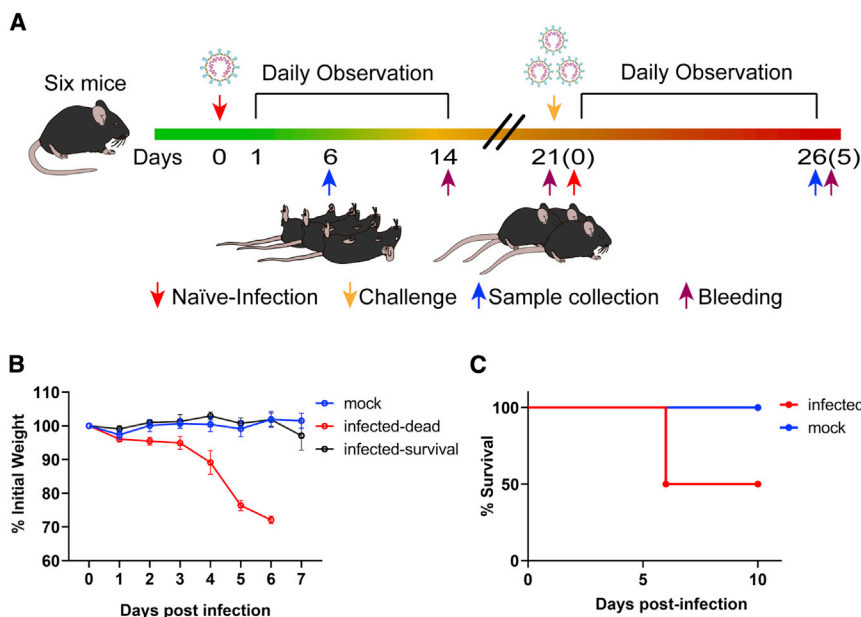 A
Six mice
Daily Observation
Daily Observation
Days 0 1 6 14 21(0) 26(5)
Naïve-Infection Challenge Sample collection Bleeding
B
110
100
90
80
70
60
% Initial Weight
0 1 2 3 4 5 6 7
Days post infection
mock
infected-dead
infected-survival
C
100
50
0
% Survival
0 5 10
Days post-infection
infected
mock